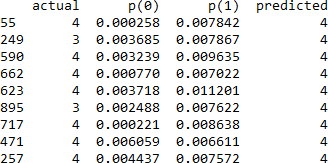 actual p(0) p(1) predicted
55 4 0.000258 0.007842 4
249 3 0.003685 0.007867 4
590 4 0.003239 0.009635 4
662 4 0.000770 0.007022 4
623 4 0.003718 0.011201 4
895 3 0.002488 0.007622 4
717 4 0.000221 0.008638 4
471 4 0.006059 0.006611 4
257 4 0.004437 0.007572 4